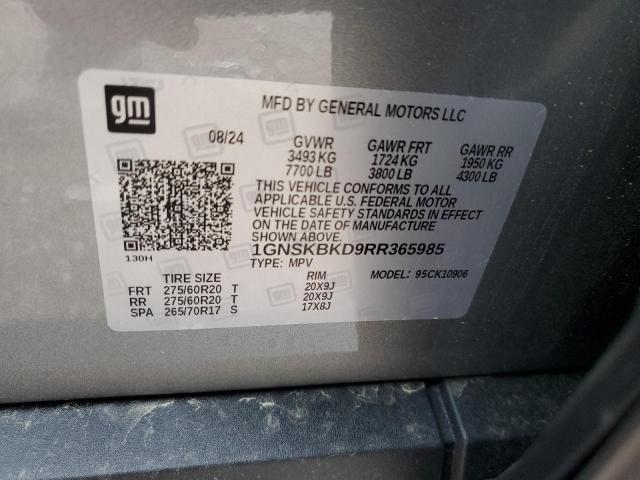 gm
MFD BY GENERAL MOTORS LLC
08/24
GVWR GAWR FRT GAWR RR
3493 KG 1724 KG 1950 KG
7700 LB 3800 LB 4300 LB
THIS VEHICLE CONFORMS TO ALL
APPLICABLE U.S. FEDERAL MOTOR
VEHICLE SAFETY STANDARDS IN EFFECT
ON THE DATE OF MANUFACTURE
SHOWN ABOVE.
130H
1GNSKBKD9RR365985
TYPE: MPV MODEL: 95CK10906
TIRE SIZE RIM
FRT 275/60R20 T 20X9J
RR 275/60R20 T 20X9J
SPA 265/70R17 S 17X8J